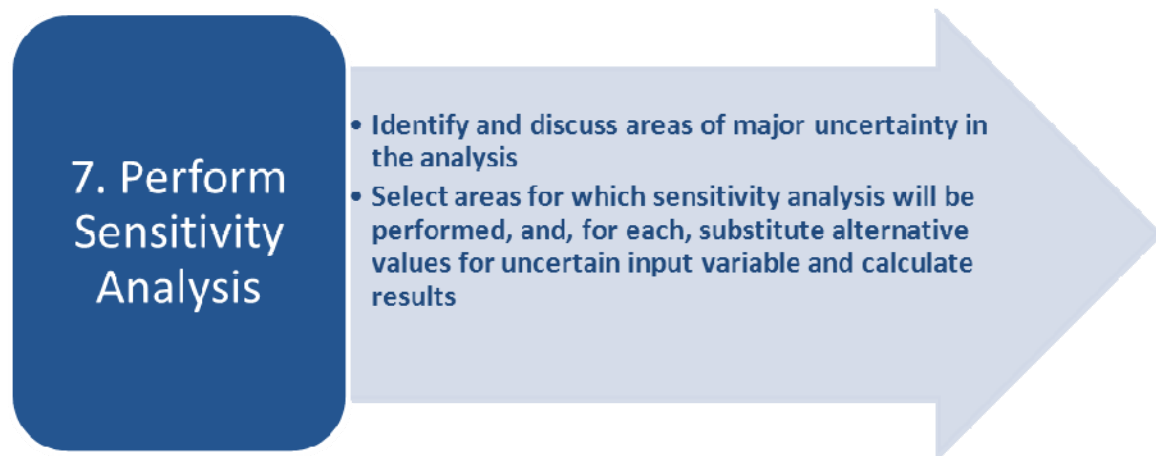 7. Perform
Sensitivity
Analysis
• Identify and discuss areas of major uncertainty in
the analysis
• Select areas for which sensitivity analysis will be
performed, and, for each, substitute alternative
values for uncertain input variable and calculate
results